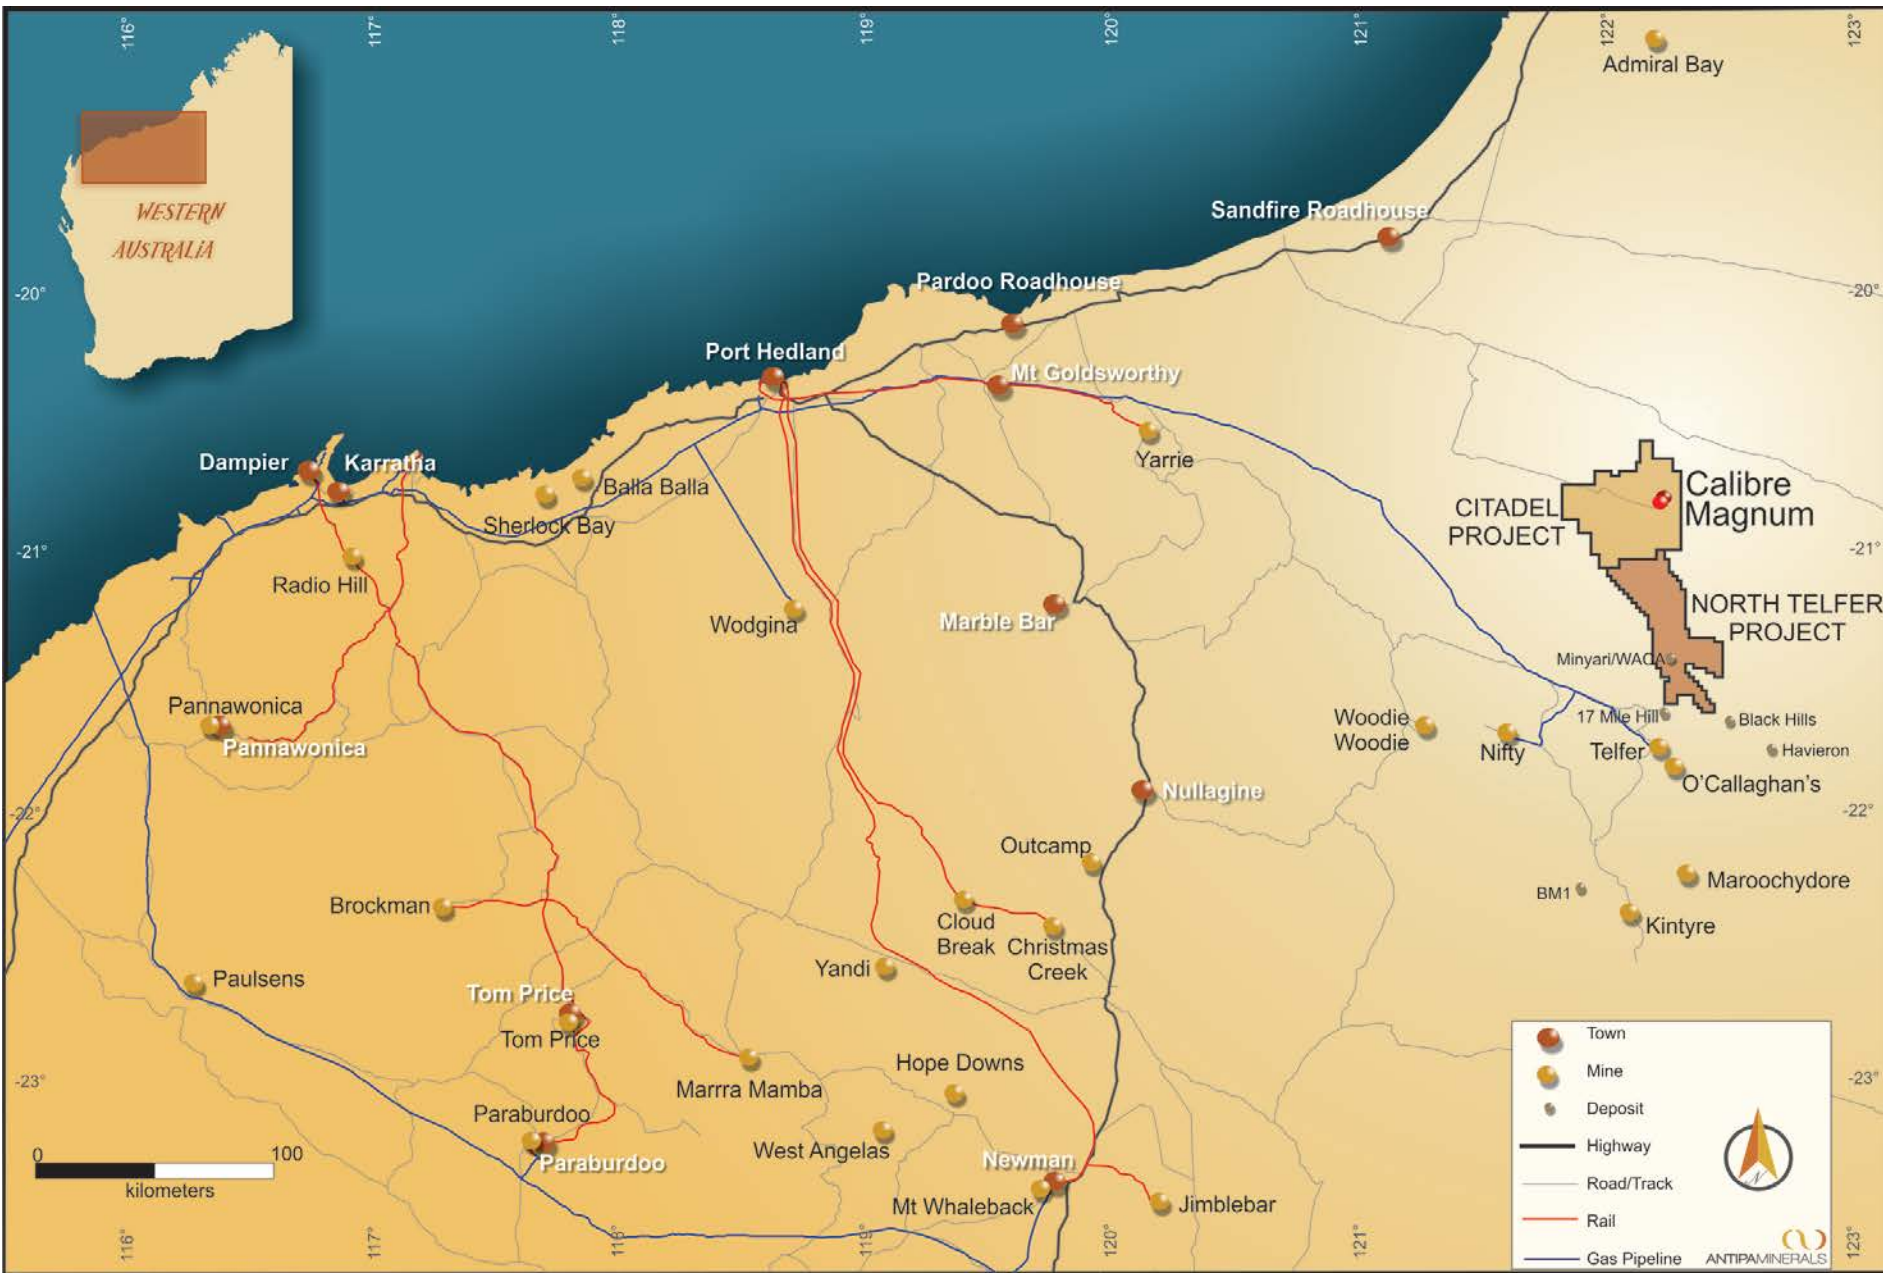 116°
117°
118°
119°
120°
121°
122°
123°
Admiral Bay
WESTERN
AUSTRALIA
Sandfire Roadhouse
-20°
-20°
Pardoo Roadhouse
Port Hedland
Mt Goldsworthy
Dampier
Karratha
Yarrie
Balla Balla
Sherlock Bay
Calibre
Magnum
CITADEL
PROJECT
-21°
-21°
Radio Hill
Wodgina
Marble Bar
NORTH TELFER
PROJECT
Minyari/WACA
Pannawonica
Pannawonica
Woodie
Woodie
Nifty
17 Mile Hill
Black Hills
Telfer
Havieron
O'Callaghan's
Nullagine
-22°
-22°
Outcamp
Brockman
Cloud
Break
Christmas
Creek
BM1
Maroochydore
Kintyre
Paulsens
Yandi
Tom Price
Tom Price
Marrra Mamba
Hope Downs
-23°
-23°
Paraburdoo
Paraburdoo
West Angelas
Newman
Mt Whaleback
Jimblebar
0
100
kilometers
Town
Mine
Deposit
Highway
Road/Track
Rail
Gas Pipeline
N
ANTIPAMINERALS
116°
117°
118°
119°
120°
121°
123°